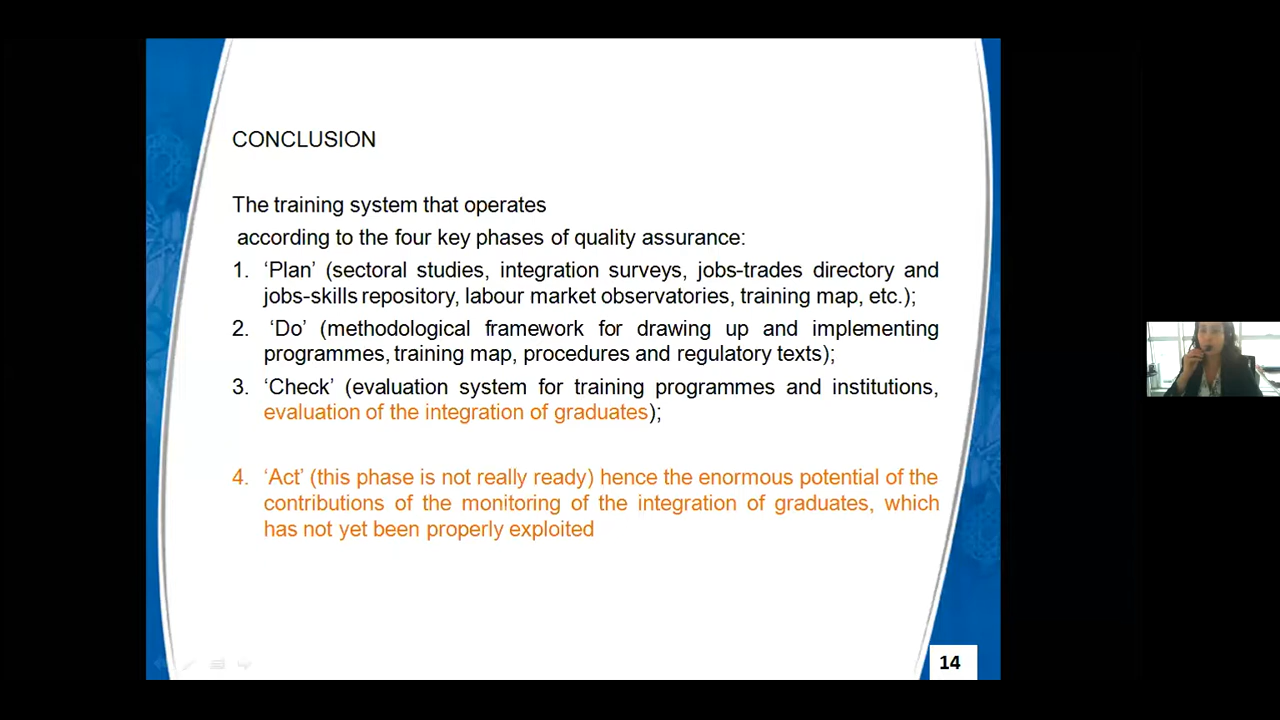 CONCLUSION
The training system that operates
according to the four key phases of quality assurance:
1. ‘Plan’ (sectoral studies, integration surveys, jobs-trades directory and
jobs-skills repository, labour market observatories, training map, etc.);
2. ‘Do’ (methodological framework for drawing up and implementing
programmes, training map, procedures and regulatory texts);
3. ‘Check’ (evaluation system for training programmes and institutions,
evaluation of the integration of graduates);
4. ‘Act’ (this phase is not really ready) hence the enormous potential of the
contributions of the monitoring of the integration of graduates, which
has not yet been properly exploited
14